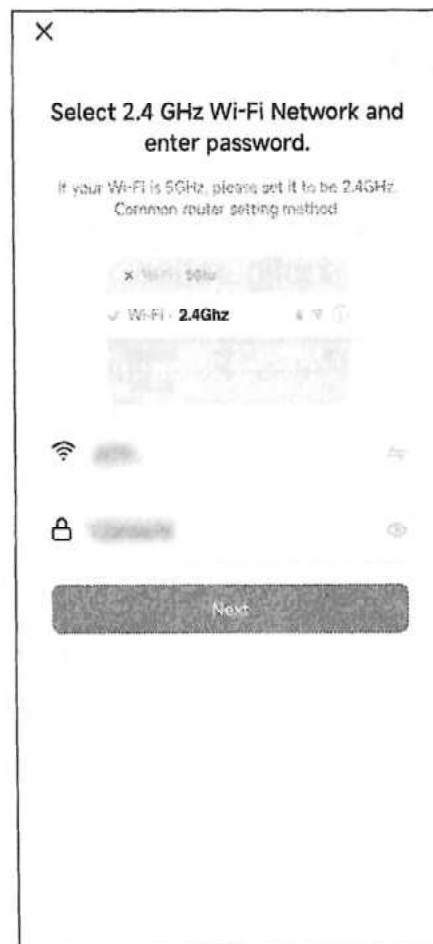 Select 2.4 GHz Wi-Fi Network and
enter password.
If your Wi-Fi is 5GHz, please set it to be 2.4GHz.
Common router setting method
Wi-Fi - 5Ghz
Wi-Fi - 2.4Ghz
Next